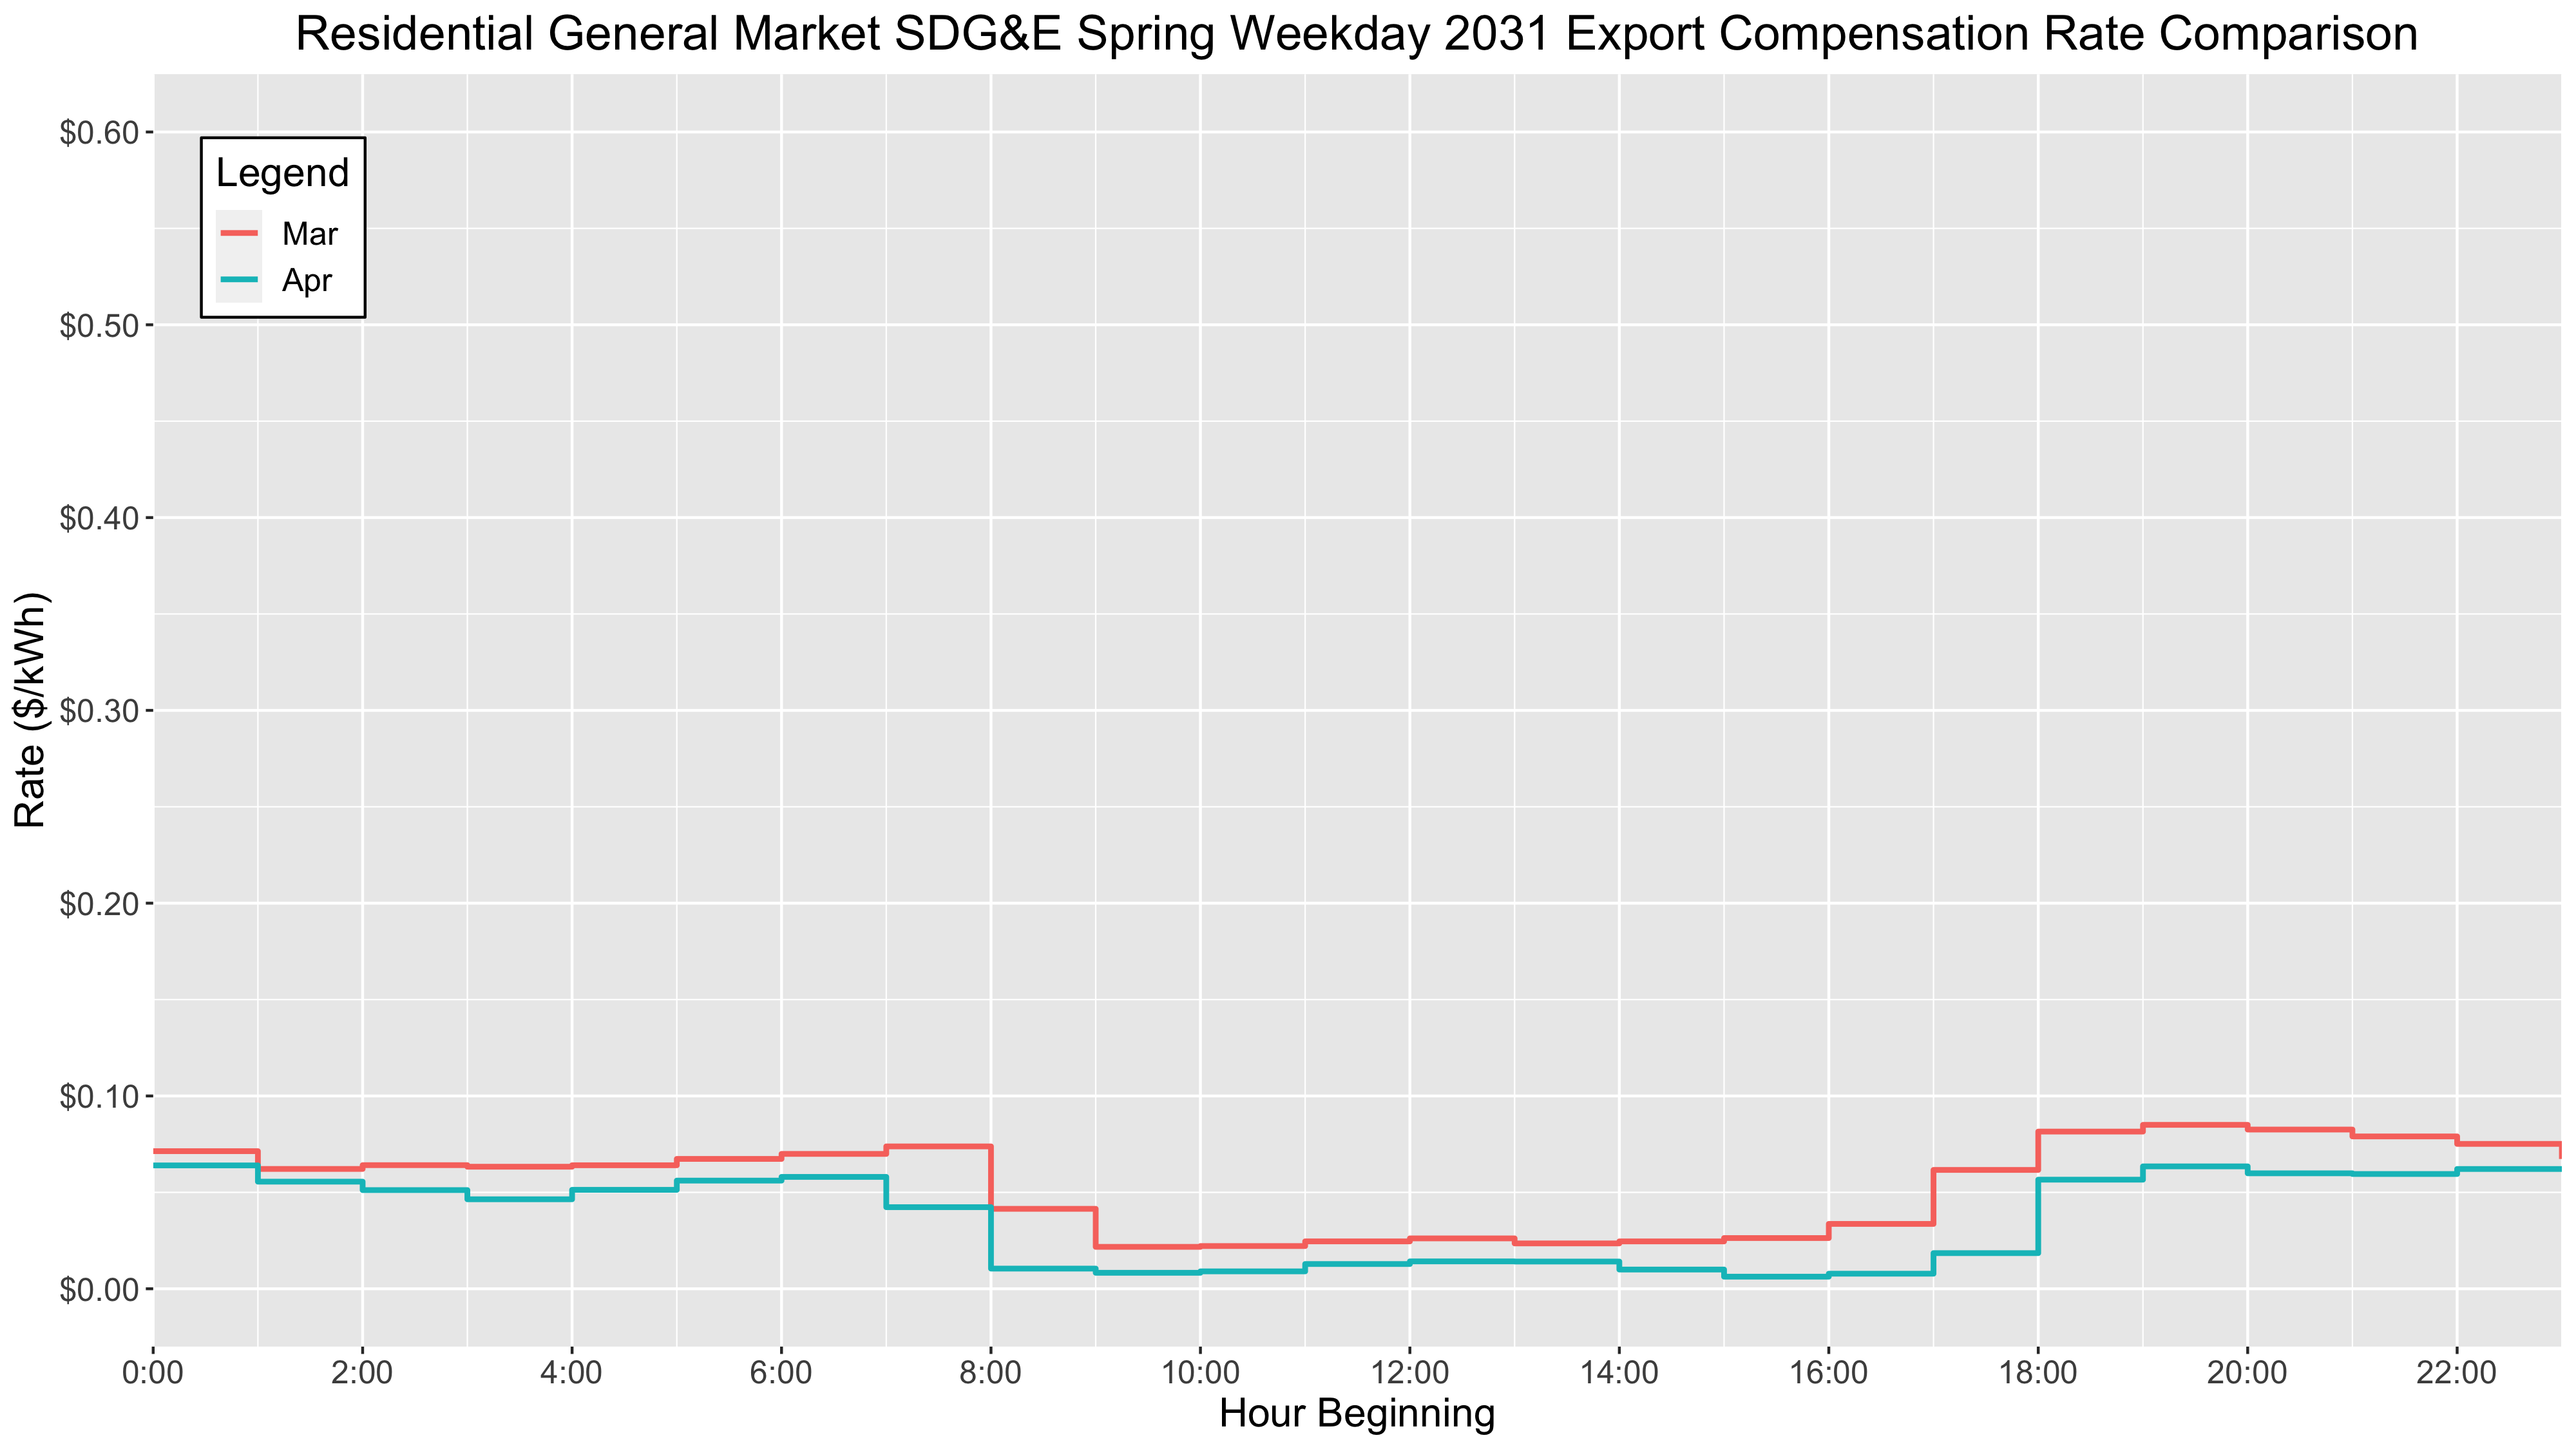 Residential General Market SDG&E Spring Weekday 2031 Export Compensation Rate Comparison
Rate ($/kWh)
$0.60
$0.50
$0.40
$0.30
$0.20
$0.10
$0.00
Legend
Mar
Apr
0:00 2:00 4:00 6:00 8:00 10:00 12:00 14:00 16:00 18:00 20:00 22:00
Hour Beginning